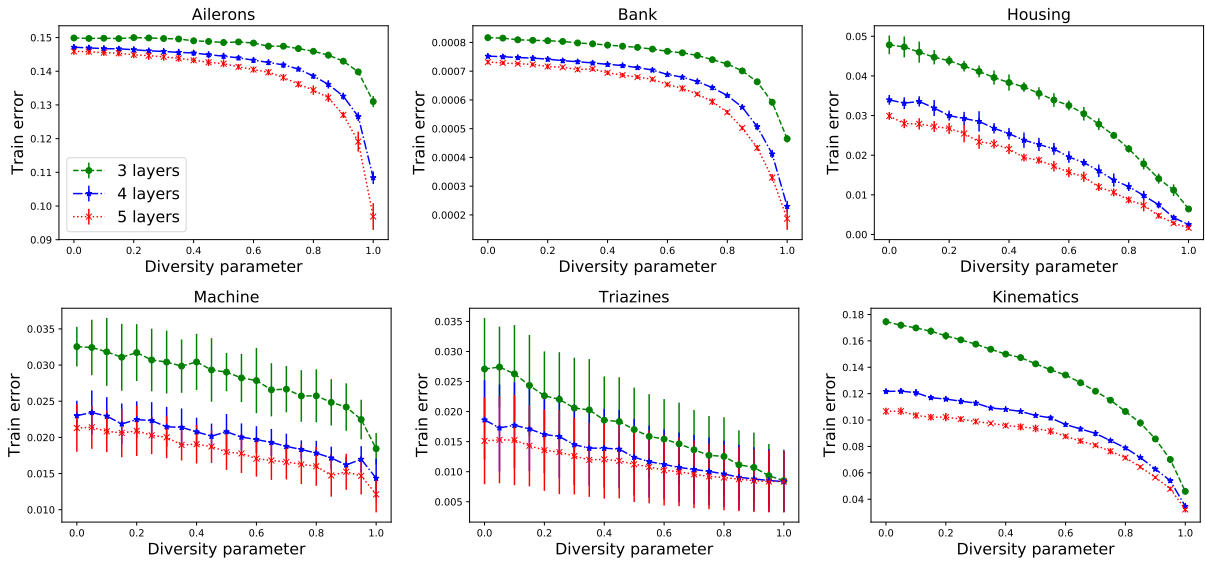 Ailerons
0.15
0.14
0.13
0.12
0.11
0.10
0.09
Train error
3 layers
4 layers
5 layers
0.0 0.2 0.4 0.6 0.8 1.0
Diversity parameter
Bank
0.0008
0.0007
0.0006
0.0005
0.0004
0.0003
0.0002
Train error
0.0 0.2 0.4 0.6 0.8 1.0
Diversity parameter
Housing
0.05
0.04
0.03
0.02
0.01
0.00
Train error
0.0 0.2 0.4 0.6 0.8 1.0
Diversity parameter
Machine
0.035
0.030
0.025
0.020
0.015
0.010
Train error
0.0 0.2 0.4 0.6 0.8 1.0
Diversity parameter
Triazines
0.035
0.030
0.025
0.020
0.015
0.010
0.005
Train error
0.0 0.2 0.4 0.6 0.8 1.0
Diversity parameter
Kinematics
0.18
0.16
0.14
0.12
0.10
0.08
0.06
0.04
Train error
0.0 0.2 0.4 0.6 0.8 1.0
Diversity parameter